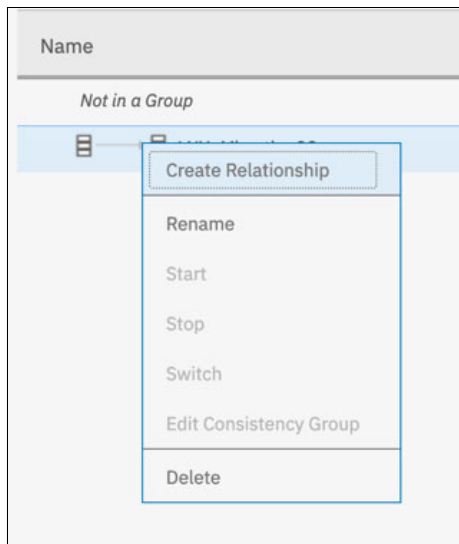 Name
Not in a Group
Create Relationship
Rename
Start
Stop
Switch
Edit Consistency Group
Delete